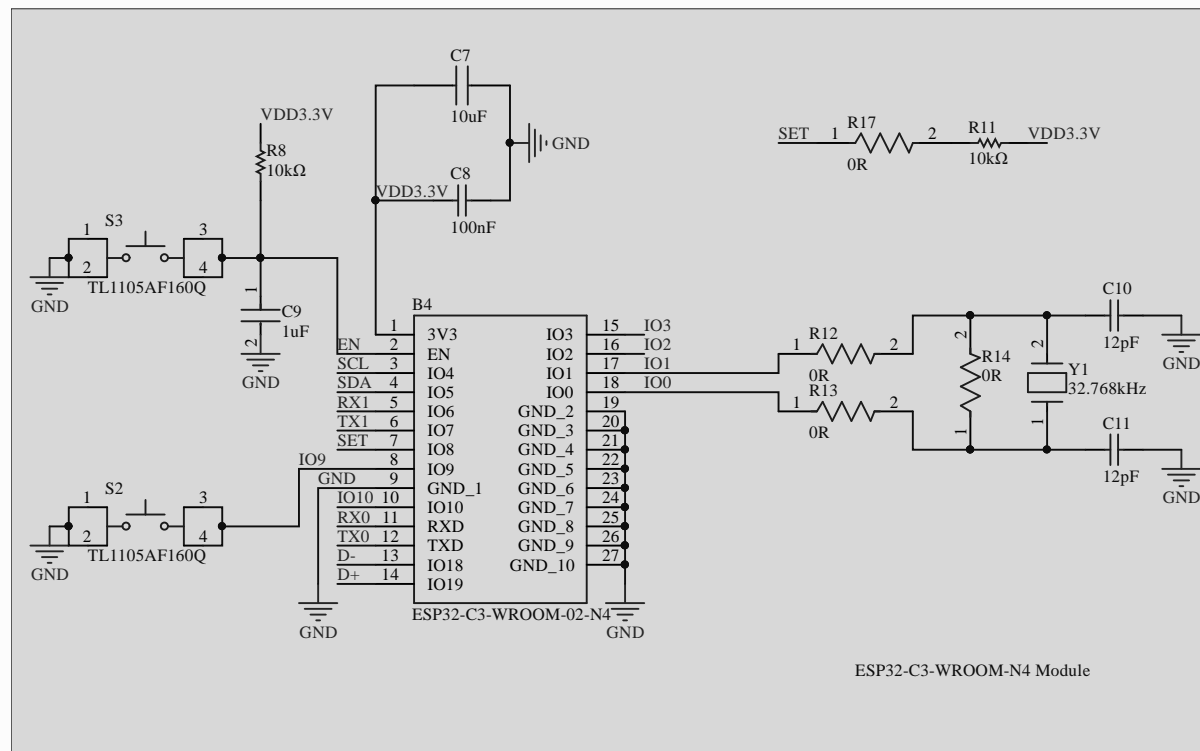 C7
10uF
GND
VDD3.3V
C8
100nF
VDD3.3V
R8
10kΩ
S3
1
2
3
4
TL1105AF160Q
GND
1
C9
1uF
2
GND
SET
1
R17
2
0R
R11
10kΩ
VDD3.3V
B4
1 3V3
EN 2 EN
SCL 3 IO4
SDA 4 IO5
RX1 5 IO6
TX1 6 IO7
SET 7 IO8
IO9 8 IO9
GND 9 GND_1
IO10 10 IO10
RX0 11 RXD
TX0 12 TXD
D- 13 IO18
D+ 14 IO19
IO3 15 IO3
IO2 16 IO2
IO1 17 IO1
IO0 18 IO0
GND_2 19
GND_3 20
GND_4 21
GND_5 22
GND_6 23
GND_7 24
GND_8 25
GND_9 26
GND_10 27
ESP32-C3-WROOM-02-N4
GND
GND
S2
1
2
3
4
TL1105AF160Q
GND
1
R12
2
0R
1
R13
2
0R
2
R14
0R
1
2
Y1
32.768kHz
1
C10
12pF
GND
C11
12pF
GND
ESP32-C3-WROOM-N4 Module